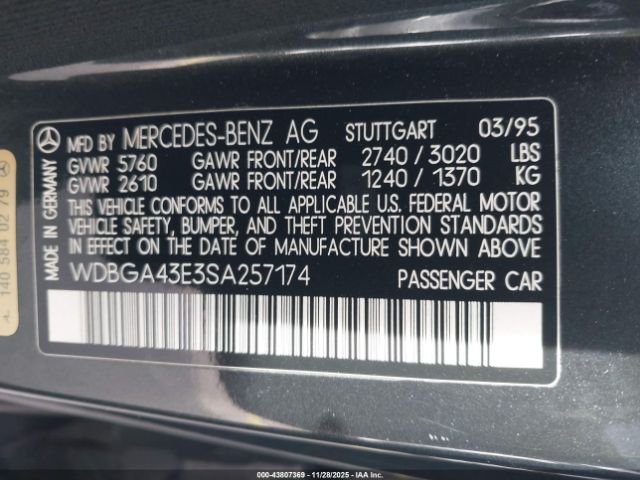 MFD BY MERCEDES-BENZ AG STUTTGART 03/95
GVWR 5760 GAWR FRONT/REAR 2740 / 3020 LBS
GVWR 2610 GAWR FRONT/REAR 1240 / 1370 KG
THIS VEHICLE CONFORMS TO ALL APPLICABLE U.S. FEDERAL MOTOR
VEHICLE SAFETY, BUMPER, AND THEFT PREVENTION STANDARDS
IN EFFECT ON THE DATE OF MANUFACTURE SHOWN ABOVE
WDBGA43E3SA257174 PASSENGER CAR
MADE IN GERMANY
A 140 584 02 79
000-43807369 - 11/28/2025 - IAAI.COM